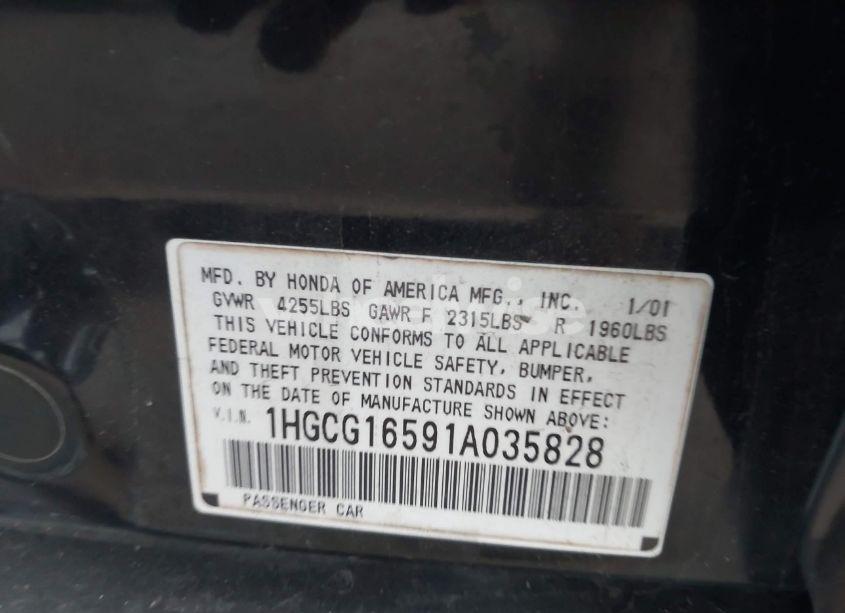 MFD. BY HONDA OF AMERICA MFG., INC. 1/01
GVWR 4255LBS GAWR F 2315LBS R 1960LBS
THIS VEHICLE CONFORMS TO ALL APPLICABLE
FEDERAL MOTOR VEHICLE SAFETY, BUMPER,
AND THEFT PREVENTION STANDARDS IN EFFECT
ON THE DATE OF MANUFACTURE SHOWN ABOVE:
V.I.N. 1HGCG16591A035828
PASSENGER CAR